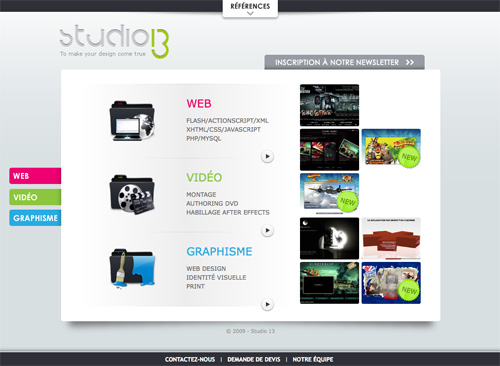 RÉFÉRENCES
studio 13
To make your design come true
INSCRIPTION À NOTRE NEWSLETTER
WEB
FLASH/ACTIONSCRIPT/XML
XHTML/CSS/JAVASCRIPT
PHP/MYSQL
NEW
WEB
VIDÉO
GRAPHISME
VIDÉO
MONTAGE
AUTHORING DVD
HABILLAGE AFTER EFFECTS
NEW
GRAPHISME
WEB DESIGN
IDENTITÉ VISUELLE
PRINT
NEW
© 2009 - Studio 13
CONTACTEZ-NOUS | DEMANDE DE DEVIS | NOTRE ÉQUIPE